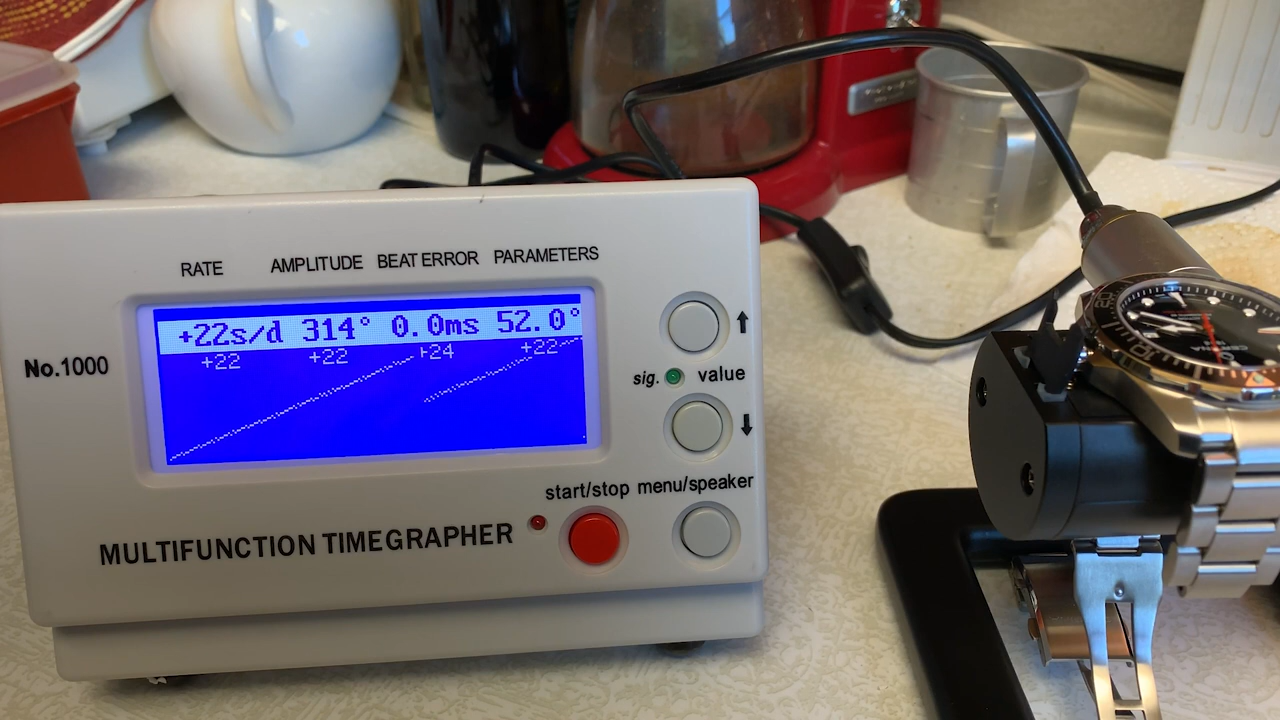 RATE AMPLITUDE BEAT ERROR PARAMETERS
+22s/d 314° 0.0ms 52.0°
+22 +22 +24 +22
No.1000
sig. value
start/stop menu/speaker
MULTIFUNCTION TIMEGRAPHER
CERTINA